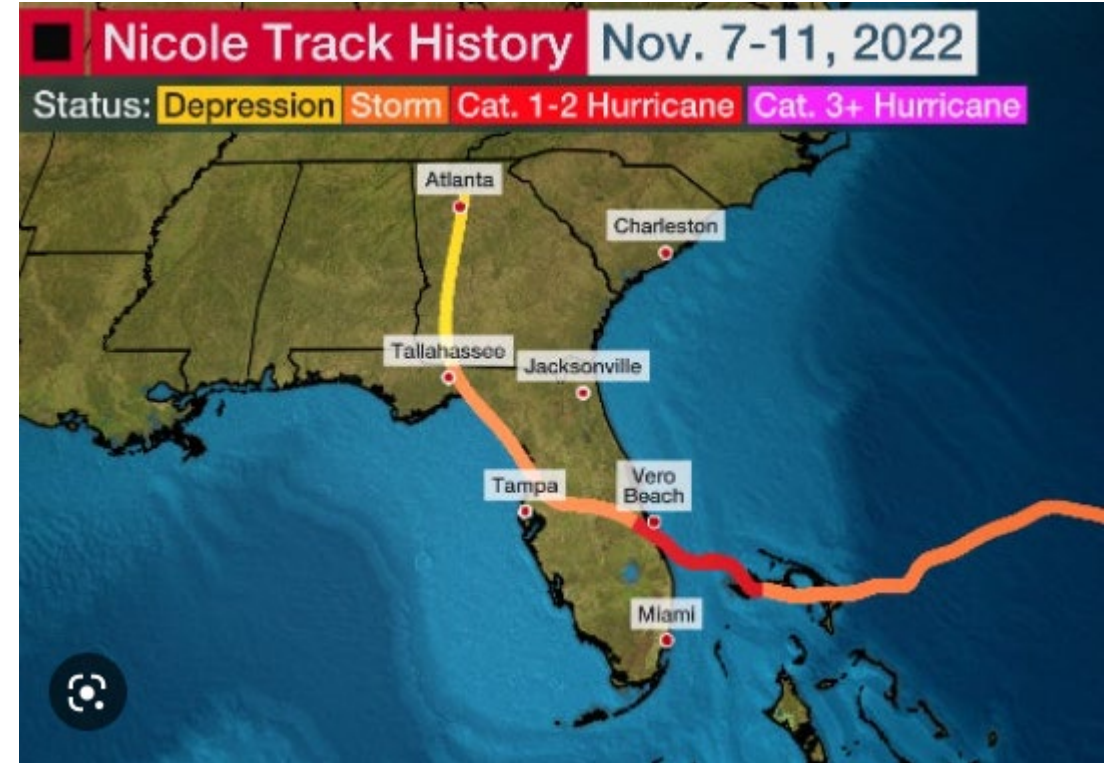 Nicole Track History Nov. 7-11, 2022
Status: Depression Storm Cat. 1-2 Hurricane Cat. 3+ Hurricane
Atlanta
Charleston
Tallahassee
Jacksonville
Tampa
Vero
Beach
Miami